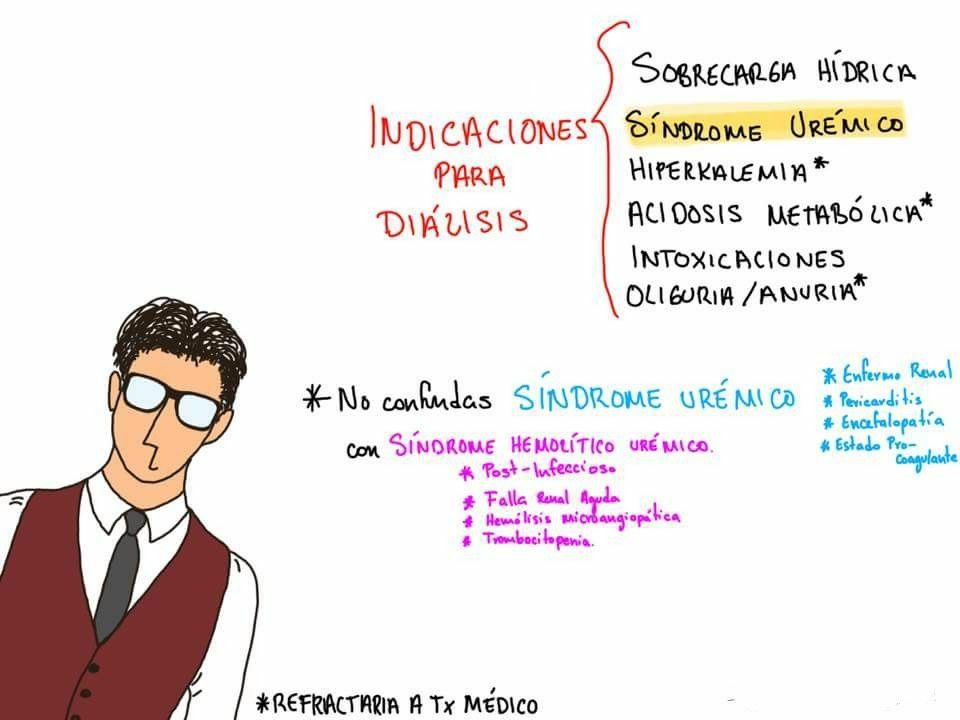 INDICACIONES
PARA
DIÁLISIS
SOBRECARGA HÍDRICA
SÍNDROME URÉMICO
HIPERKALEMIA*
ACIDOSIS METABÓLICA*
INTOXICACIONES
OLIGURIA/ANURIA*
* No confundas SÍNDROME URÉMICO
* Enfermo Renal
* Pericarditis
* Encefalopatía
* Estado Pro-
coagulante
con SÍNDROME HEMOLÍTICO URÉMICO.
* Post-Infeccioso
* Falla Renal Aguda
* Hemólisis microangiopática
* Trombocitopenia.
*REFRACTARIA A Tx MÉDICO